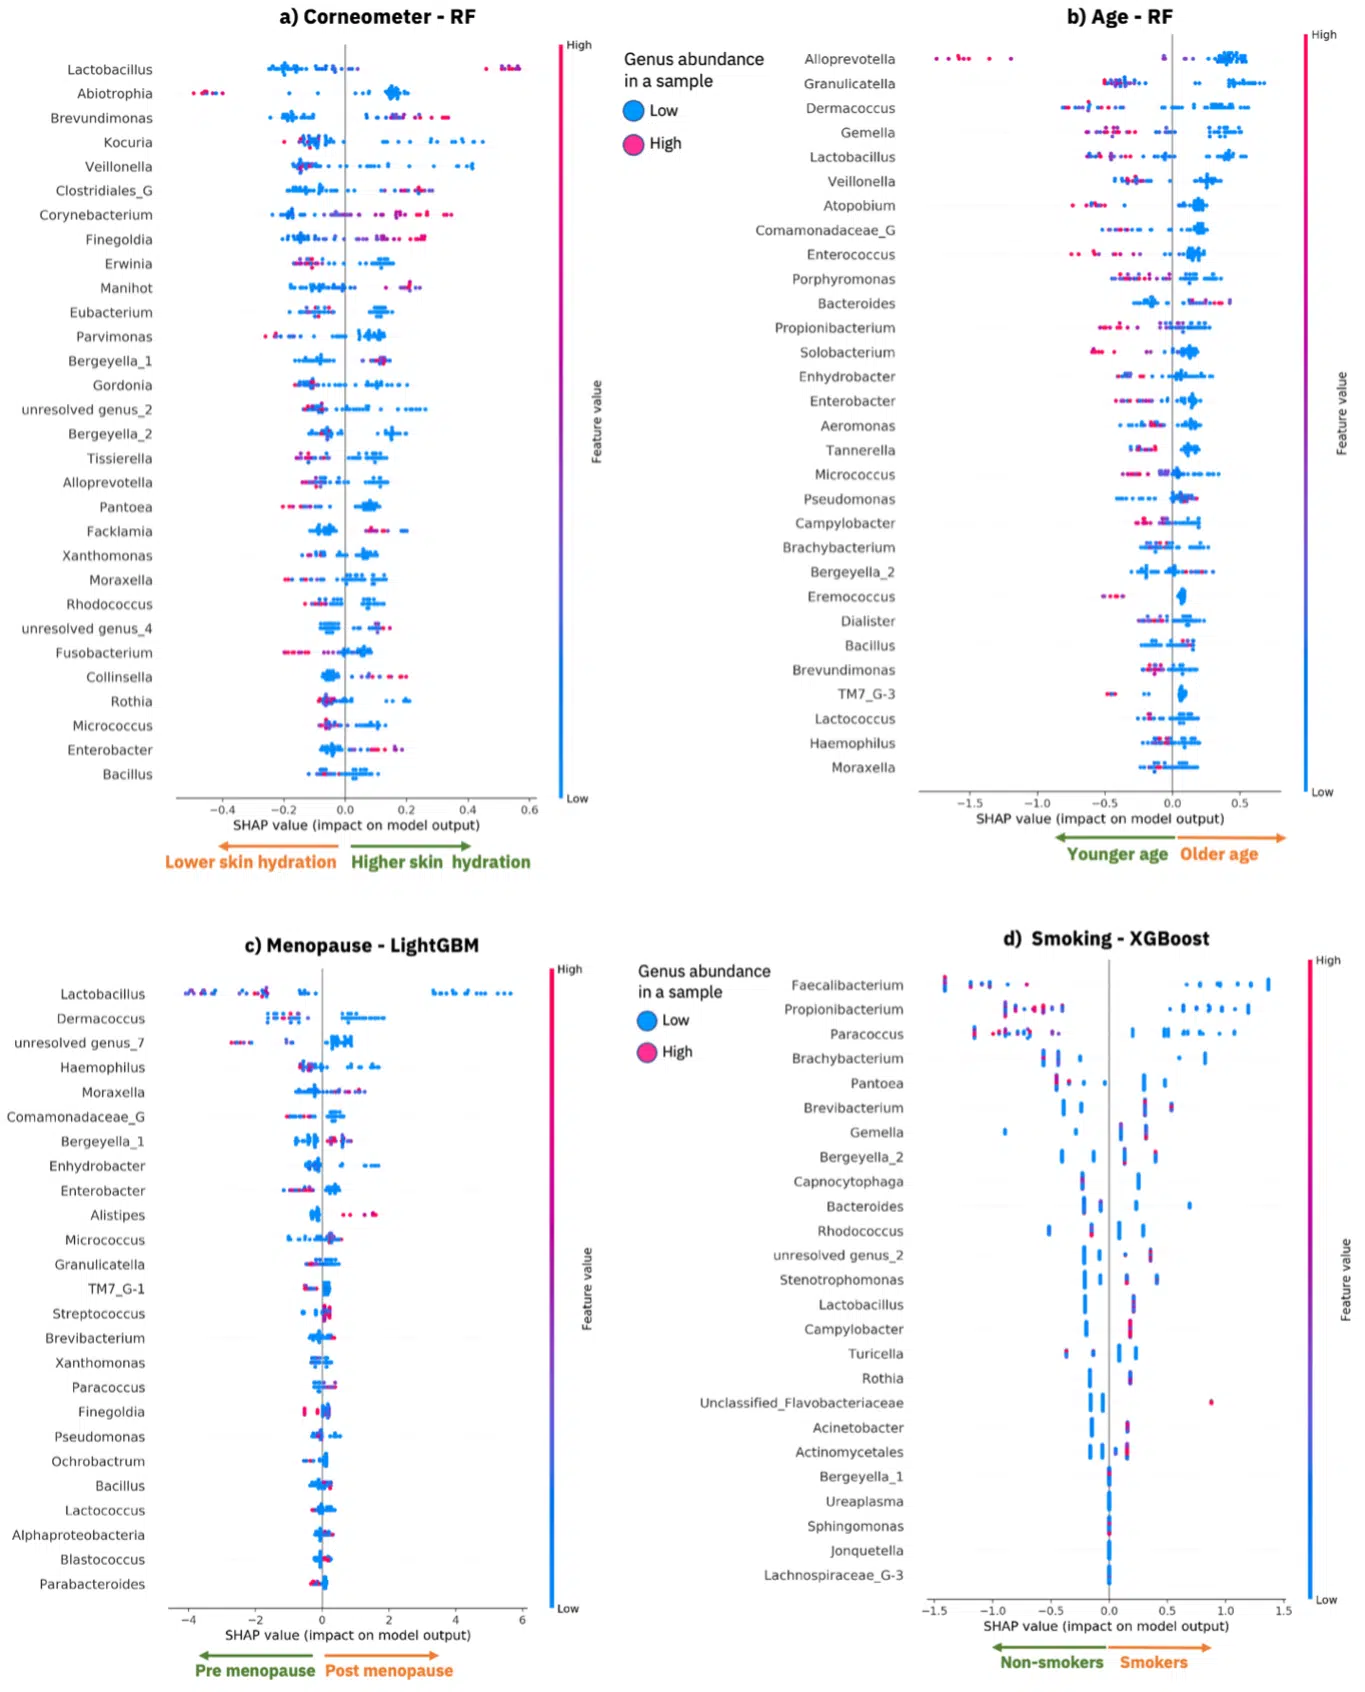 a) Corneometer - RF
High
Lactobacillus
Abiotrophia
Brevundimonas
Kocuria
Veillonella
Clostridiales_G
Corynebacterium
Finegoldia
Erwinia
Manihot
Eubacterium
Parvimonas
Bergeyella_1
Gordonia
unresolved genus_2
Bergeyella_2
Tissierella
Alloprevotella
Pantoea
Facklamia
Xanthomonas
Moraxella
Rhodococcus
unresolved genus_4
Fusobacterium
Collinsella
Rothia
Micrococcus
Enterobacter
Bacillus
Low
Feature value
−0.4 −0.2 0.0 0.2 0.4 0.6
SHAP value (impact on model output)
Lower skin hydration Higher skin hydration
Genus abundance
in a sample
Low
High
b) Age - RF
High
Alloprevotella
Granulicatella
Dermacoccus
Gemella
Lactobacillus
Veillonella
Atopobium
Comamonadaceae_G
Enterococcus
Porphyromonas
Bacteroides
Propionibacterium
Solobacterium
Enhydrobacter
Enterobacter
Aeromonas
Tannerella
Micrococcus
Pseudomonas
Campylobacter
Brachybacterium
Bergeyella_2
Eremococcus
Dialister
Bacillus
Brevundimonas
TM7_G-3
Lactococcus
Haemophilus
Moraxella
Low
Feature value
−1.5 −1.0 −0.5 0.0 0.5
SHAP value (impact on model output)
Younger age Older age
c) Menopause - LightGBM
High
Lactobacillus
Dermacoccus
unresolved genus_7
Haemophilus
Moraxella
Comamonadaceae_G
Bergeyella_1
Enhydrobacter
Enterobacter
Alistipes
Micrococcus
Granulicatella
TM7_G-1
Streptococcus
Brevibacterium
Xanthomonas
Paracoccus
Finegoldia
Pseudomonas
Ochrobactrum
Bacillus
Lactococcus
Alphaproteobacteria
Blastococcus
Parabacteroides
Low
Feature value
−4 −2 0 2 4 6
SHAP value (impact on model output)
Pre menopause Post menopause
Genus abundance
in a sample
Low
High
d) Smoking - XGBoost
High
Faecalibacterium
Propionibacterium
Paracoccus
Brachybacterium
Pantoea
Brevibacterium
Gemella
Bergeyella_2
Capnocytophaga
Bacteroides
Rhodococcus
unresolved genus_2
Stenotrophomonas
Lactobacillus
Campylobacter
Turicella
Rothia
Unclassified_Flavobacteriaceae
Acinetobacter
Actinomycetales
Bergeyella_1
Ureaplasma
Sphingomonas
Jonquetella
Lachnospiraceae_G-3
Low
Feature value
−1.5 −1.0 −0.5 0.0 0.5 1.0 1.5
SHAP value (impact on model output)
Non-smokers Smokers